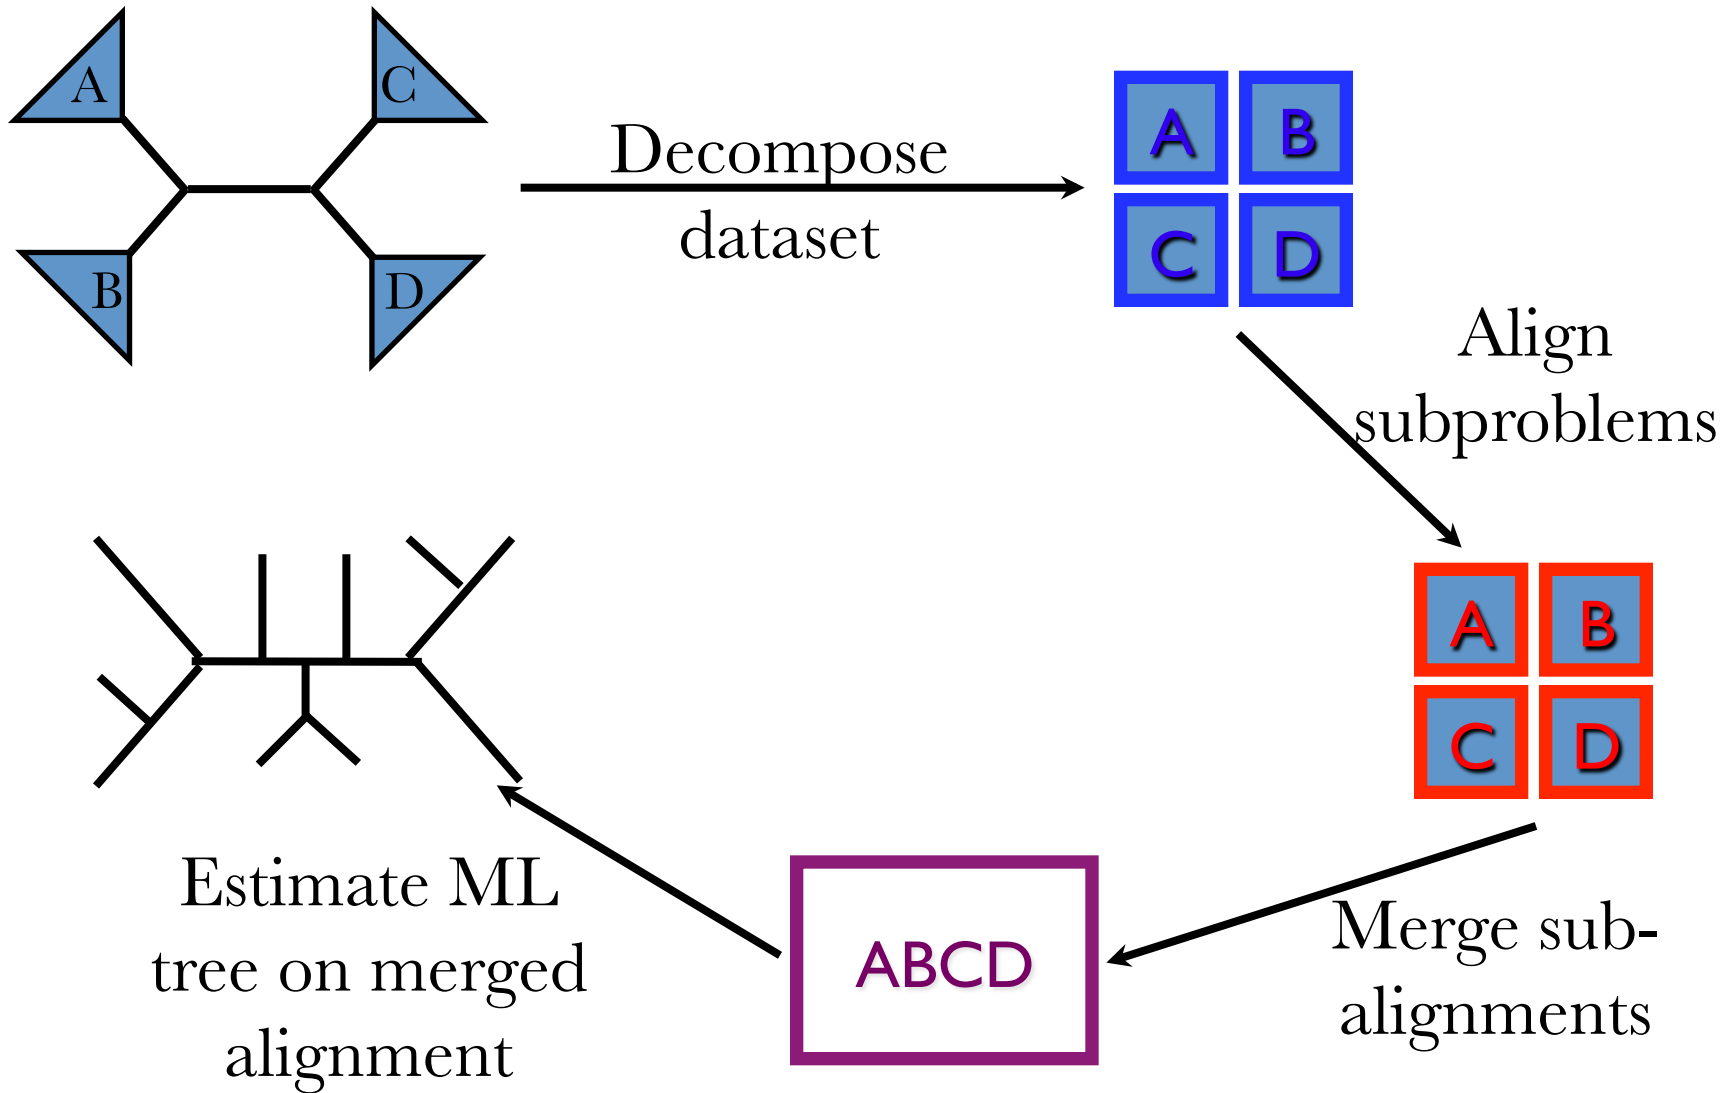 A
C
B
D
Decompose
dataset
A B
C D
Align
subproblems
A B
C D
Merge sub-
alignments
ABCD
Estimate ML
tree on merged
alignment